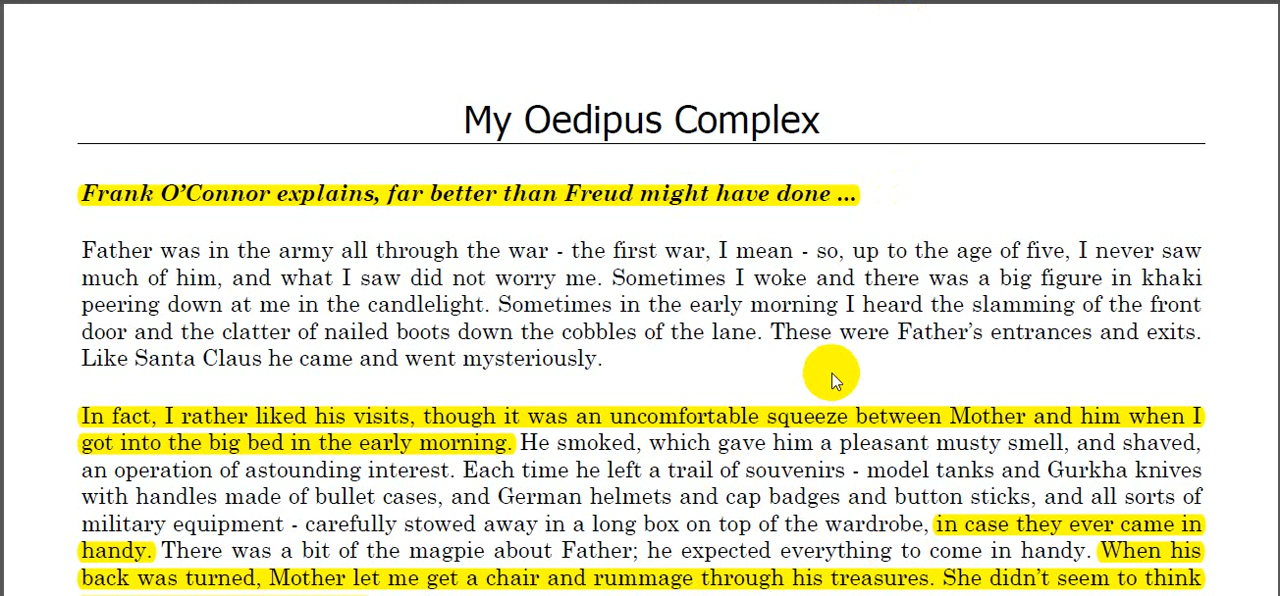 My Oedipus Complex
Frank O’Connor explains, far better than Freud might have done ...
Father was in the army all through the war - the first war, I mean - so, up to the age of five, I never saw
much of him, and what I saw did not worry me. Sometimes I woke and there was a big figure in khaki
peering down at me in the candlelight. Sometimes in the early morning I heard the slamming of the front
door and the clatter of nailed boots down the cobbles of the lane. These were Father’s entrances and exits.
Like Santa Claus he came and went mysteriously.
In fact, I rather liked his visits, though it was an uncomfortable squeeze between Mother and him when I
got into the big bed in the early morning. He smoked, which gave him a pleasant musty smell, and shaved,
an operation of astounding interest. Each time he left a trail of souvenirs - model tanks and Gurkha knives
with handles made of bullet cases, and German helmets and cap badges and button sticks, and all sorts of
military equipment - carefully stowed away in a long box on top of the wardrobe, in case they ever came in
handy. There was a bit of the magpie about Father; he expected everything to come in handy. When his
back was turned, Mother let me get a chair and rummage through his treasures. She didn’t seem to think